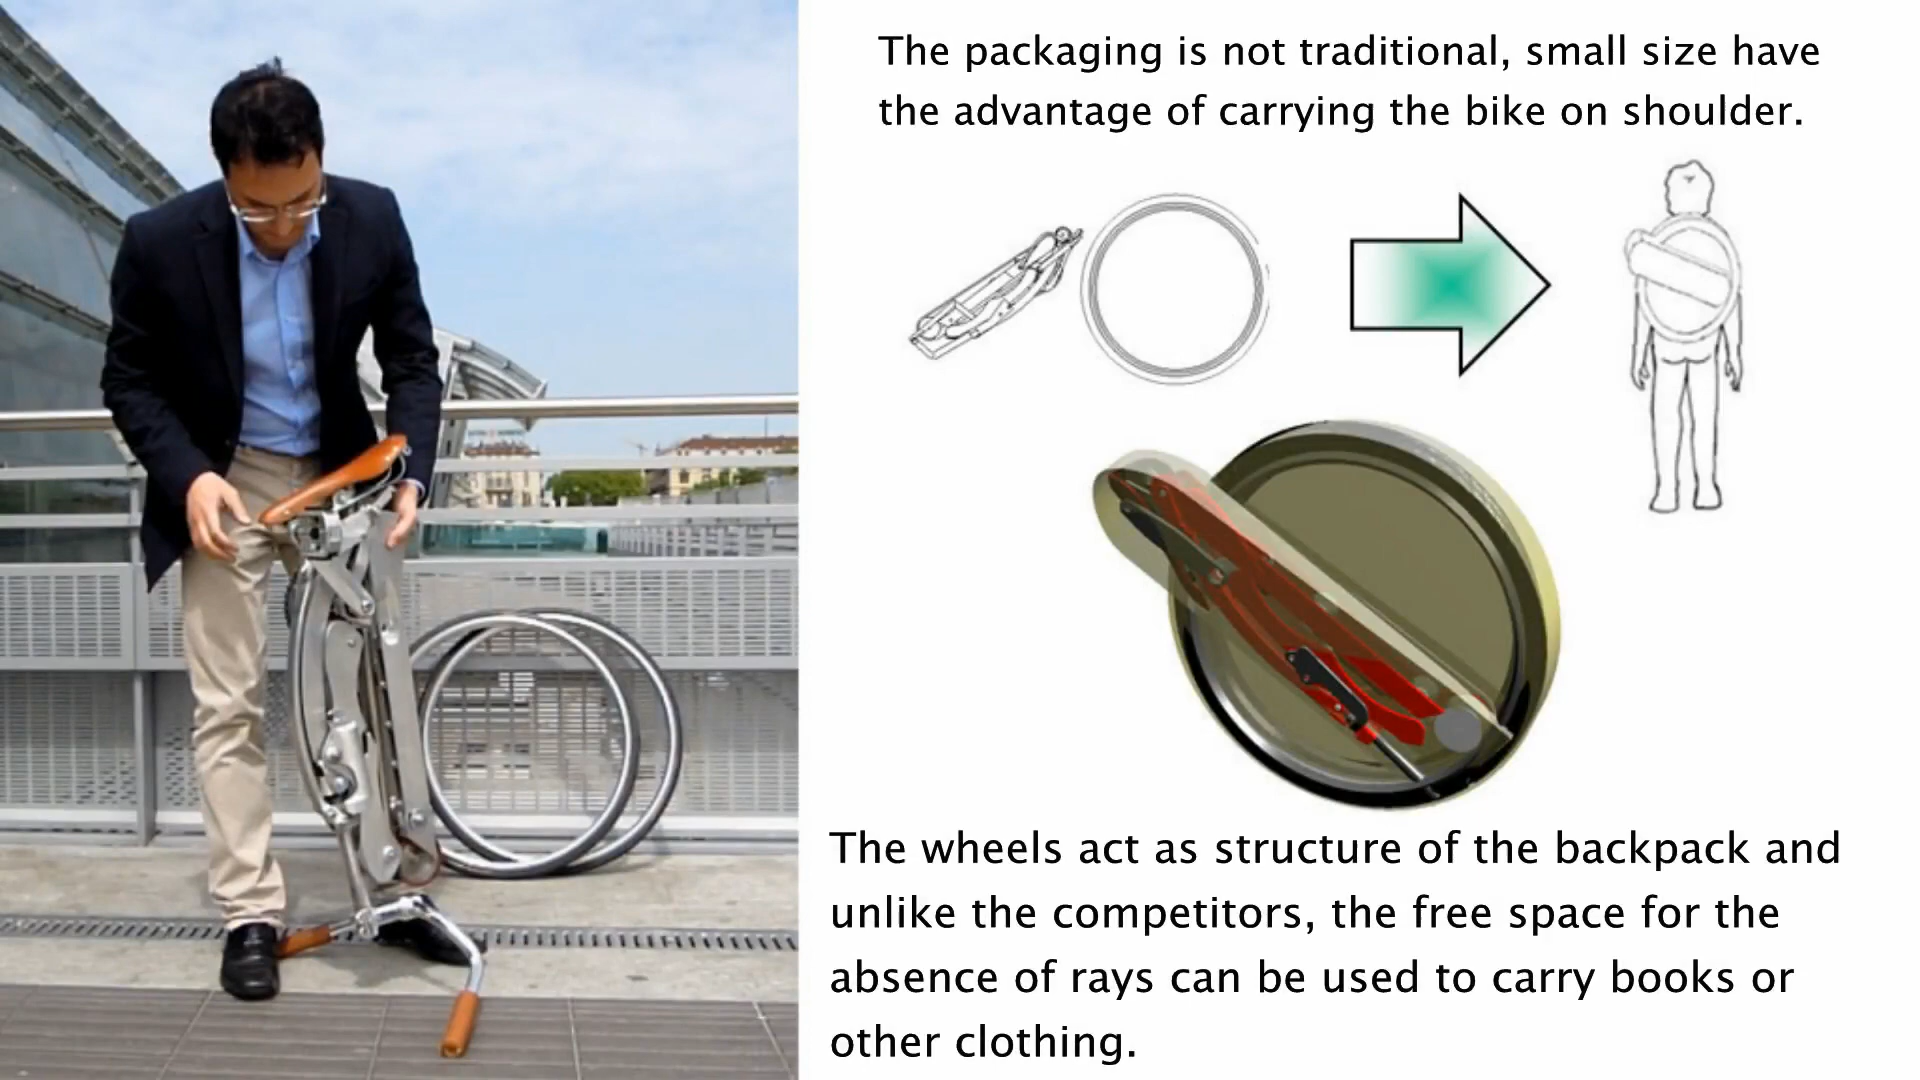 The packaging is not traditional, small size have
the advantage of carrying the bike on shoulder.
The wheels act as structure of the backpack and
unlike the competitors, the free space for the
absence of rays can be used to carry books or
other clothing.